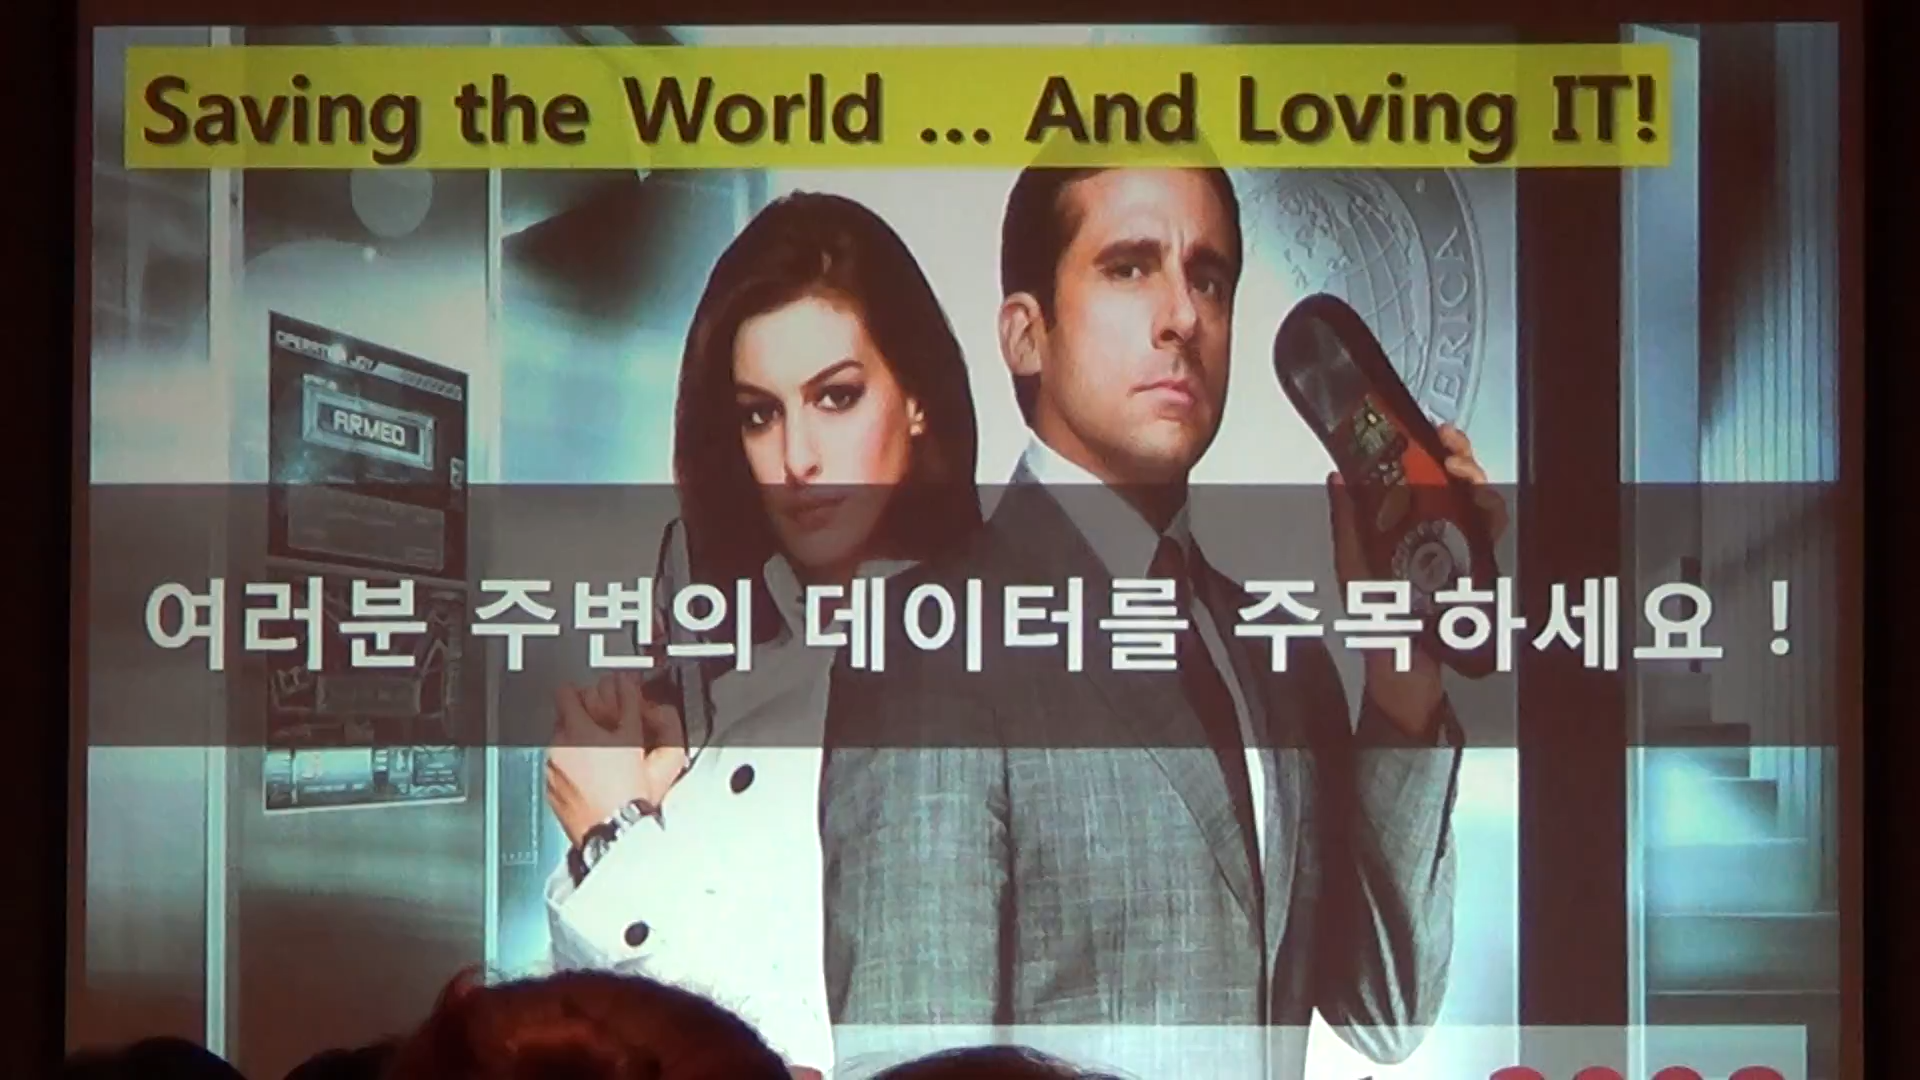 Saving the World ... And Loving IT!
ERICA
ARMED
여러분 주변의 데이터를 주목하세요 !